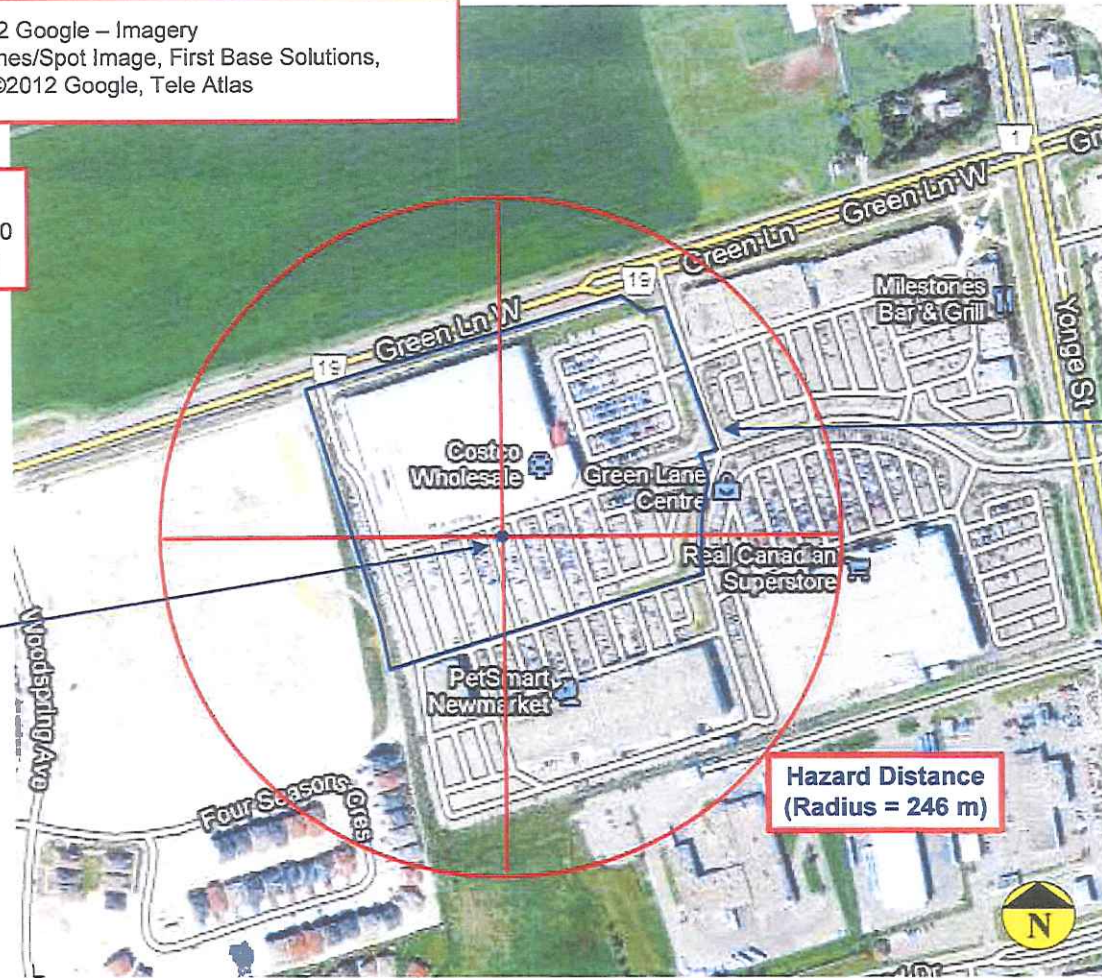 2 Google – Imagery
nes/Spot Image, First Base Solutions,
©2012 Google, Tele Atlas
0
1
Green Ln W
Green Ln
19
Green Ln W
19
Gr
Milestones
Bar & Grill
Yonge St
Costco
Wholesale
Green Lane
Centre
Real Canadian
Superstore
PetSmart
Newmarket
Woodspring Ave
Four Seasons Cres
Hazard Distance
(Radius = 246 m)
N
Dr